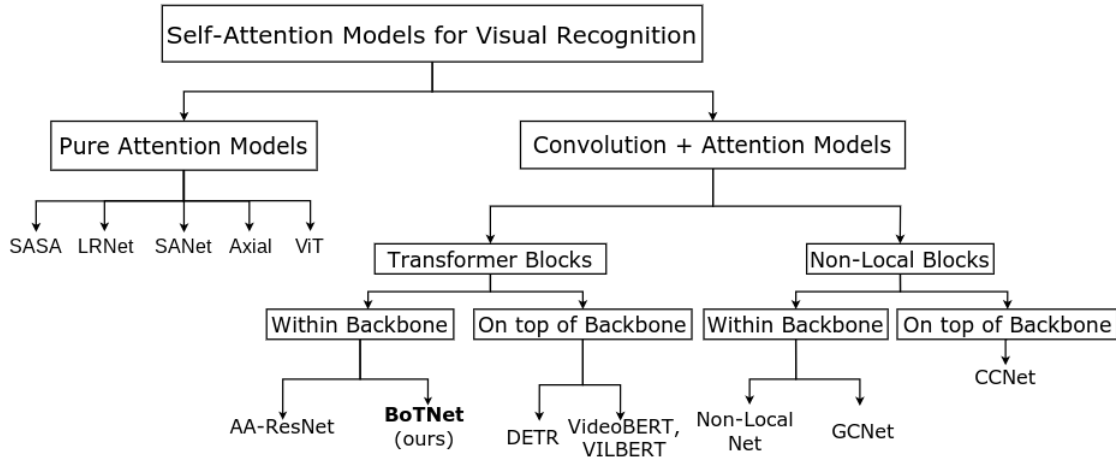 Self-Attention Models for Visual Recognition
Pure Attention Models
Convolution + Attention Models
SASA
LRNet
SANet
Axial
ViT
Transformer Blocks
Non-Local Blocks
Within Backbone
On top of Backbone
Within Backbone
On top of Backbone
AA-ResNet
BoTNet
(ours)
DETR
VideoBERT,
VILBERT
Non-Local
Net
GCNet
CCNet